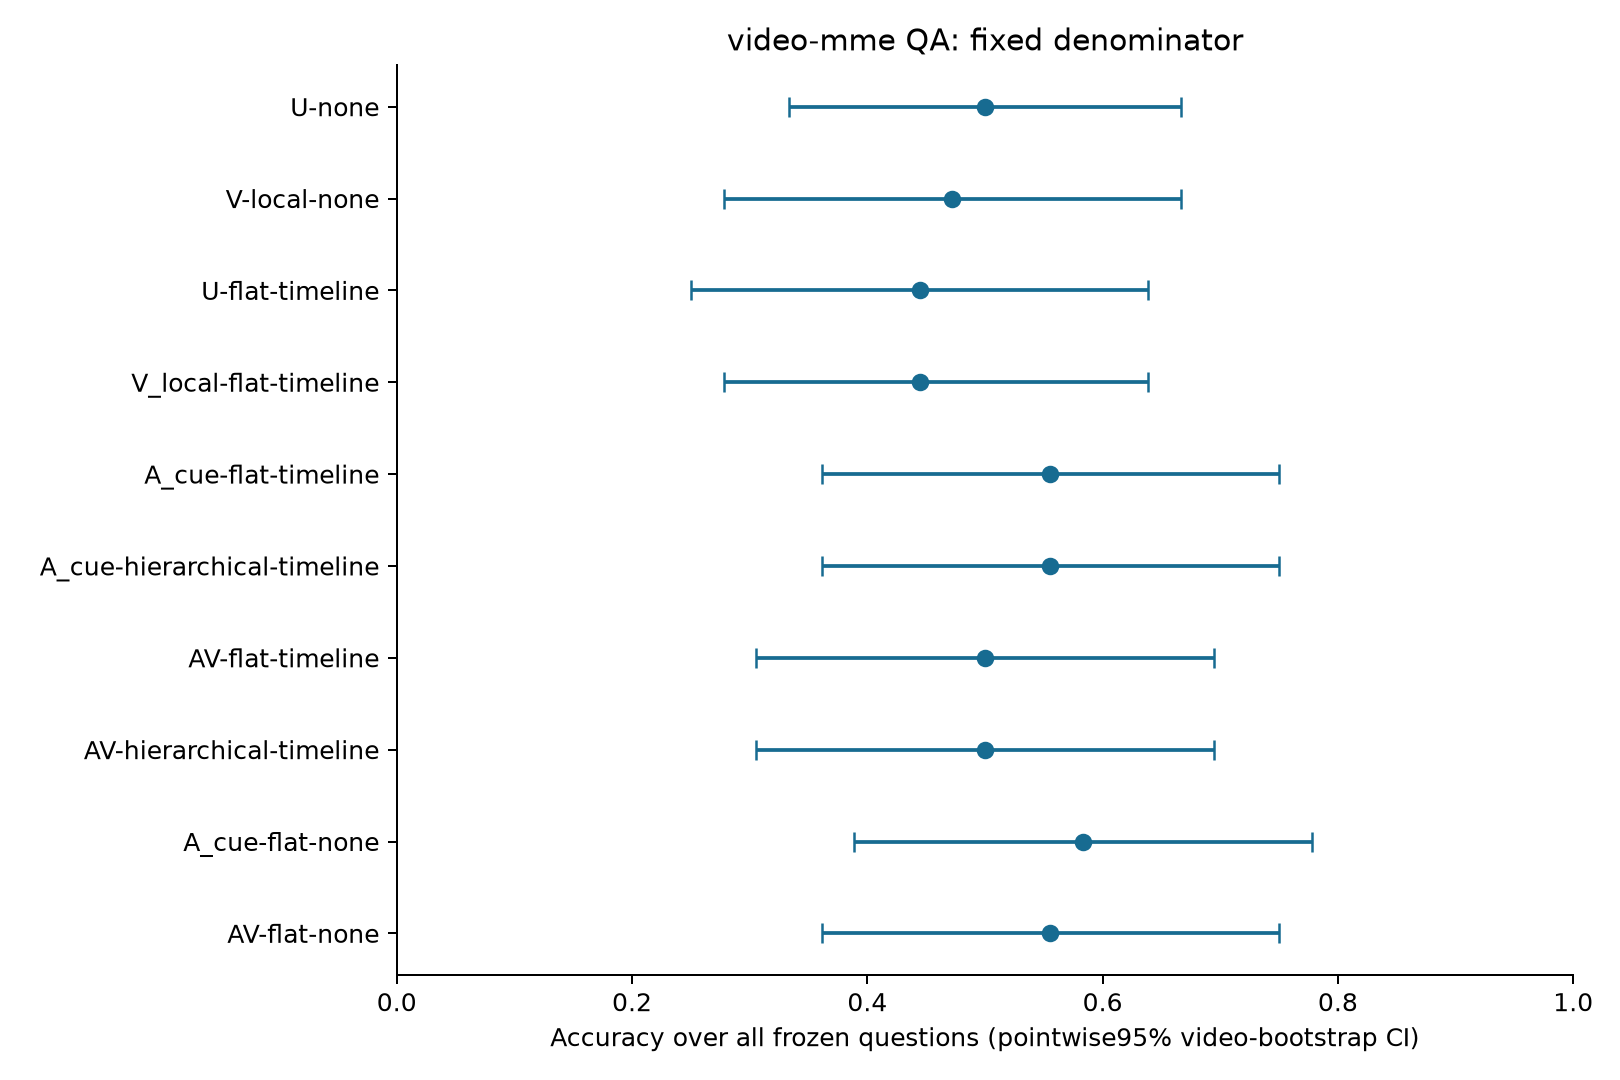 video-mme QA: fixed denominator
U-none
V-local-none
U-flat-timeline
V_local-flat-timeline
A_cue-flat-timeline
A_cue-hierarchical-timeline
AV-flat-timeline
AV-hierarchical-timeline
A_cue-flat-none
AV-flat-none
0.0 0.2 0.4 0.6 0.8 1.0
Accuracy over all frozen questions (pointwise95% video-bootstrap CI)